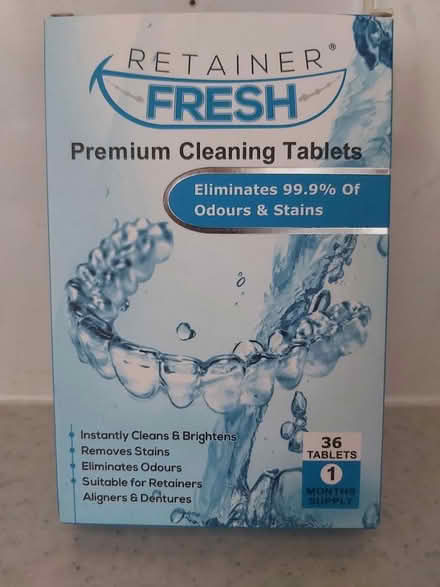 RETAINER®
FRESH
Premium Cleaning Tablets
Eliminates 99.9% Of
Odours & Stains
Instantly Cleans & Brightens
Removes Stains
Eliminates Odours
Suitable for Retainers
Aligners & Dentures
36
TABLETS
1
MONTHS
SUPPLY